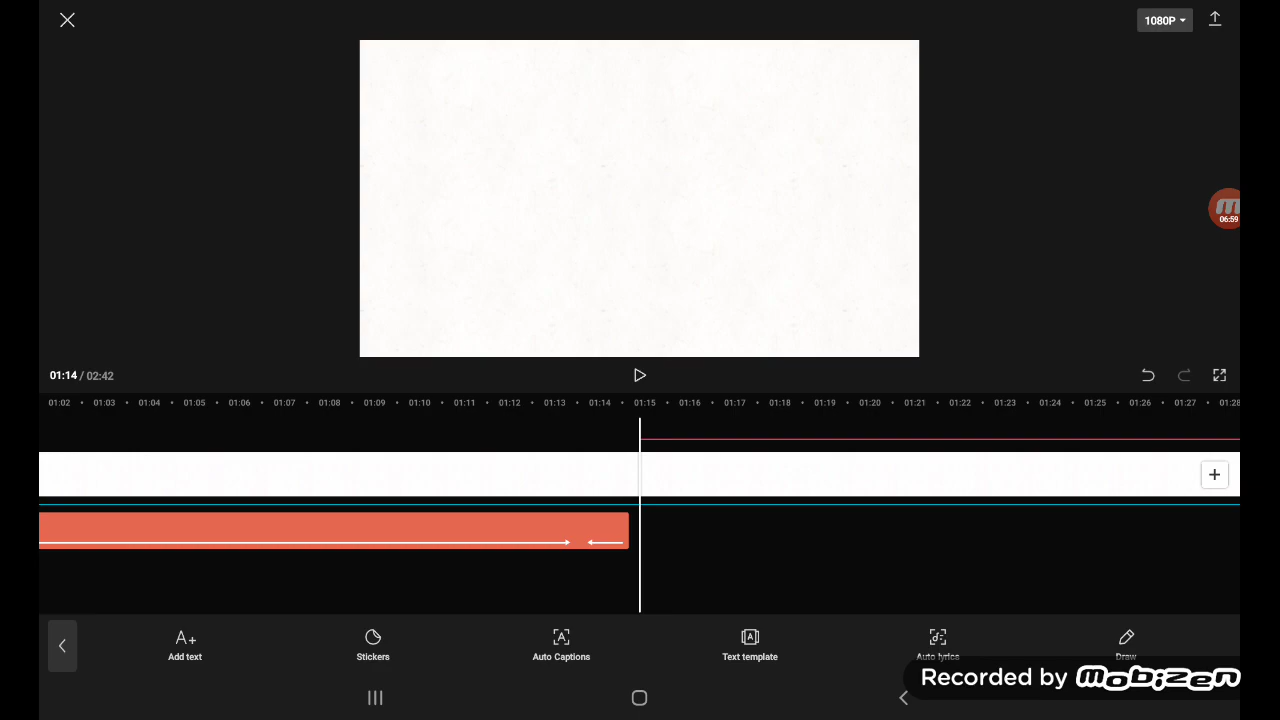 1080P
06:59
01:14 / 02:42
01:02 01:03 01:04 01:05 01:06 01:07 01:08 01:09 01:10 01:11 01:12 01:13 01:14 01:15 01:16 01:17 01:18 01:19 01:20 01:21 01:22 01:23 01:24 01:25 01:26 01:27 01:28
A+ A A
Add text Stickers Auto Captions Text template Auto lyrics Draw
Recorded by mobizen